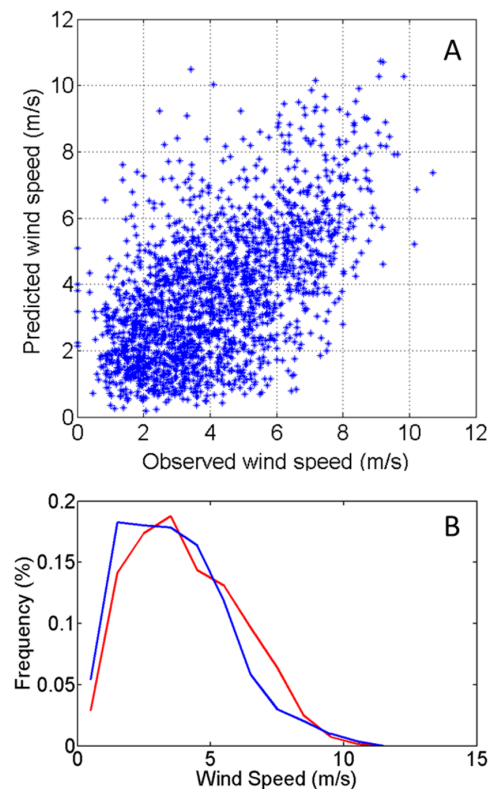 12
A
10
8
6
4
2
0
Predicted wind speed (m/s)
0 2 4 6 8 10 12
Observed wind speed (m/s)
0.2
B
0.15
0.1
0.05
0
Frequency (%)
0 5 10 15
Wind Speed (m/s)